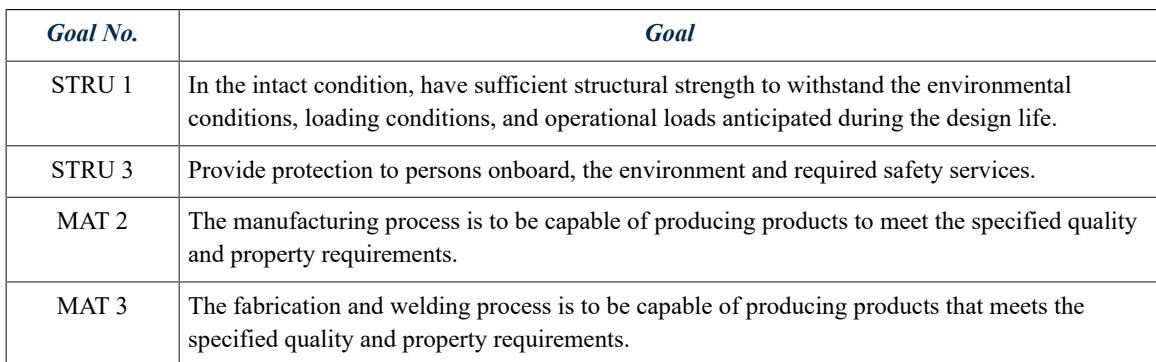 Goal No. Goal
STRU 1 In the intact condition, have sufficient structural strength to withstand the environmental
conditions, loading conditions, and operational loads anticipated during the design life.
STRU 3 Provide protection to persons onboard, the environment and required safety services.
MAT 2 The manufacturing process is to be capable of producing products to meet the specified quality
and property requirements.
MAT 3 The fabrication and welding process is to be capable of producing products that meets the
specified quality and property requirements.